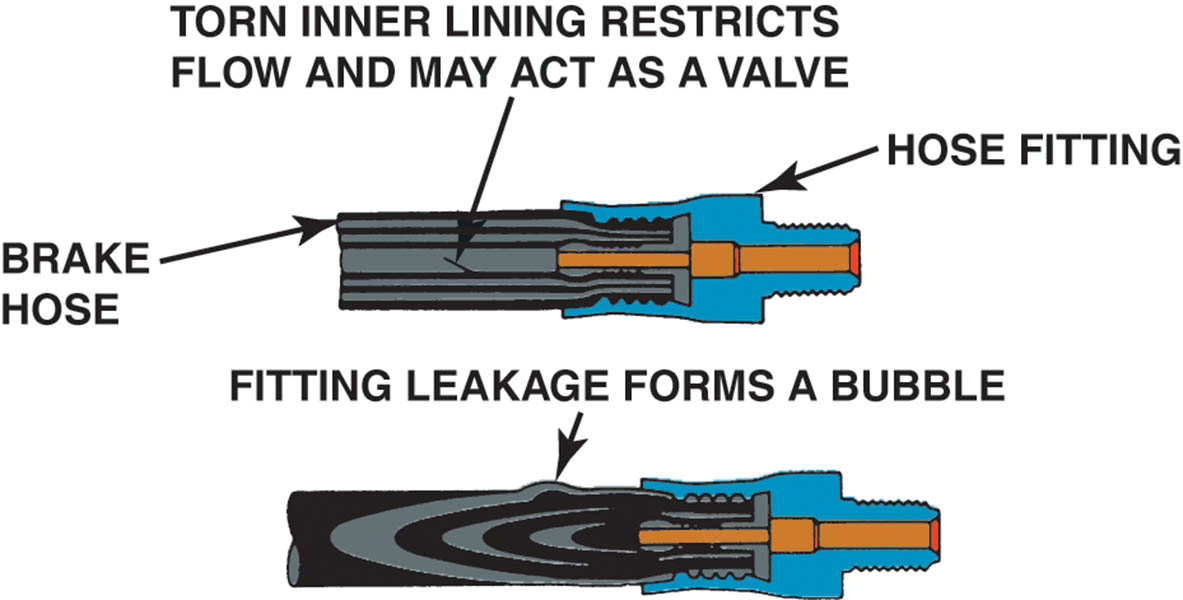 TORN INNER LINING RESTRICTS
FLOW AND MAY ACT AS A VALVE
HOSE FITTING
BRAKE
HOSE
FITTING LEAKAGE FORMS A BUBBLE